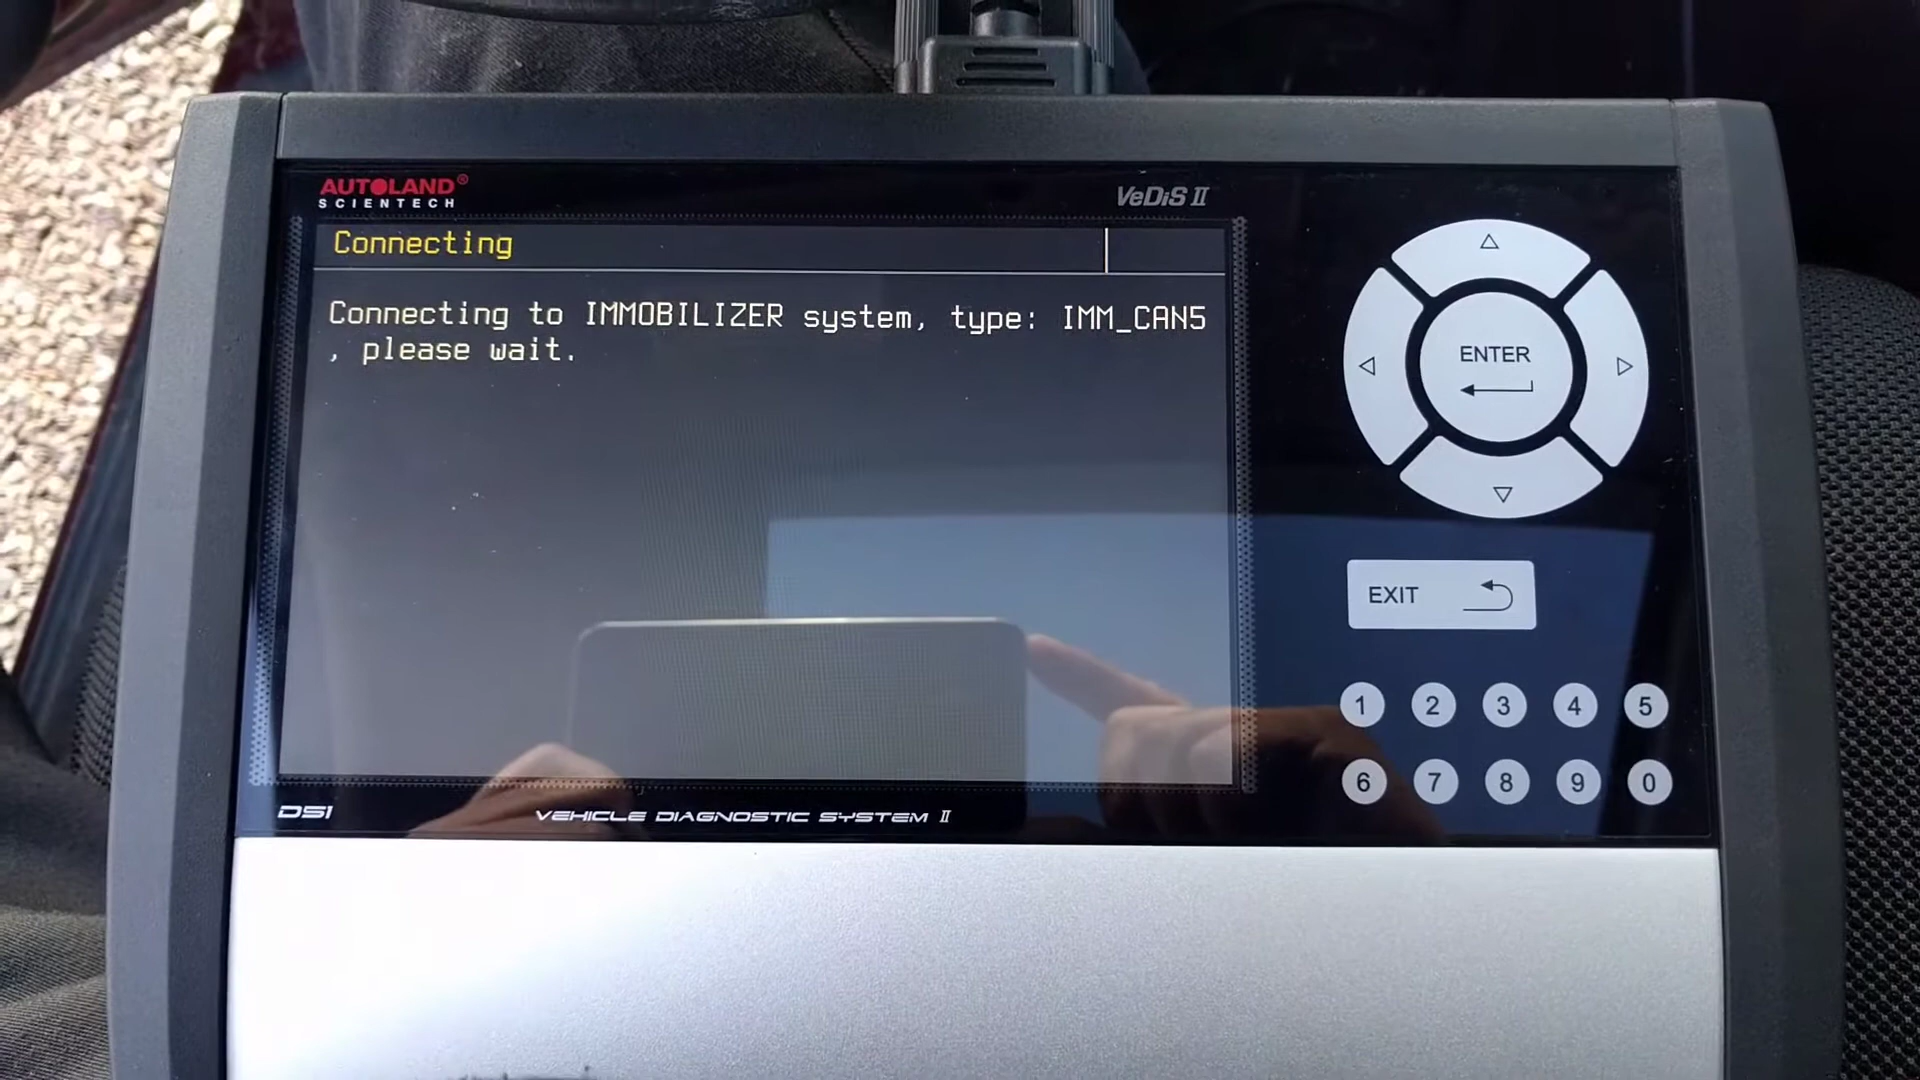 AUTOLAND®
SCIENTECH
VeDiS II
Connecting
Connecting to IMMOBILIZER system, type: IMM_CAN5
, please wait.
ENTER
EXIT
1 2 3 4 5
6 7 8 9 0
DS1
VEHICLE DIAGNOSTIC SYSTEM II